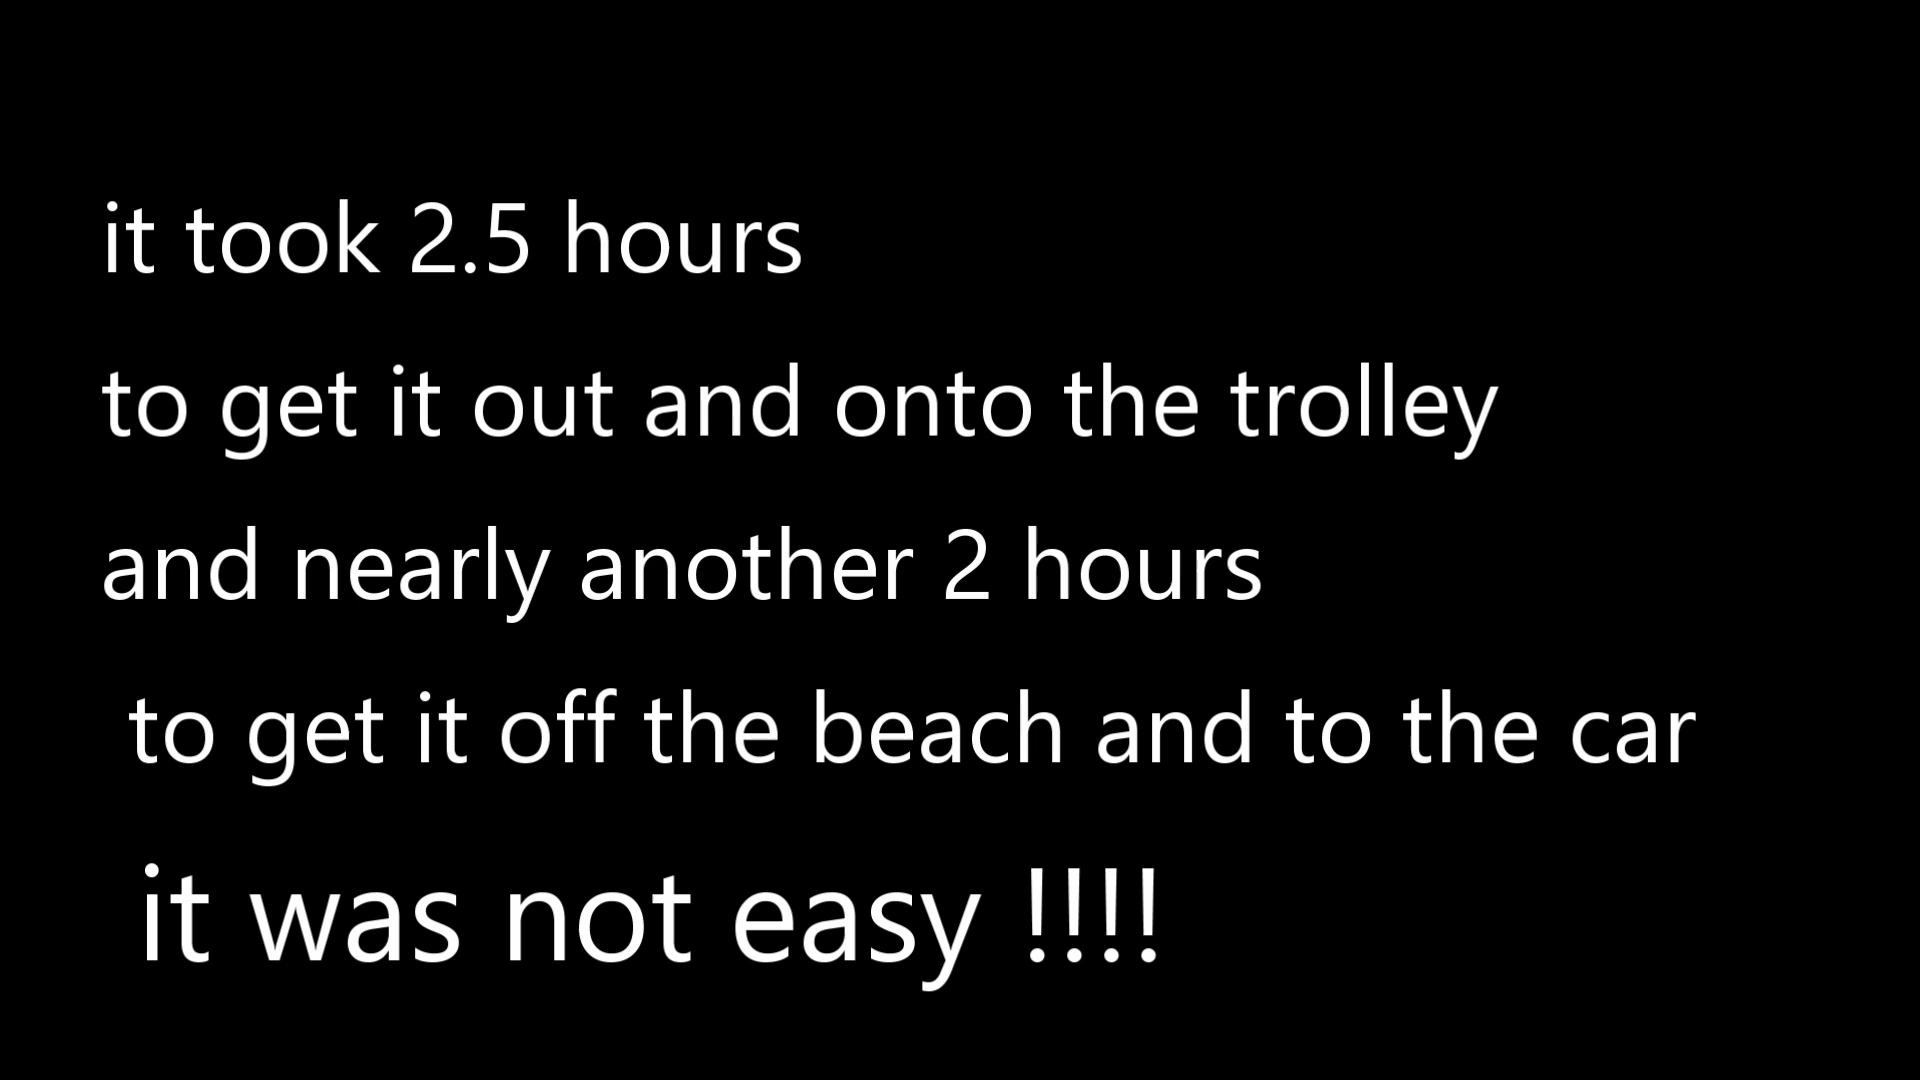 it took 2.5 hours
to get it out and onto the trolley
and nearly another 2 hours
to get it off the beach and to the car
it was not easy !!!!